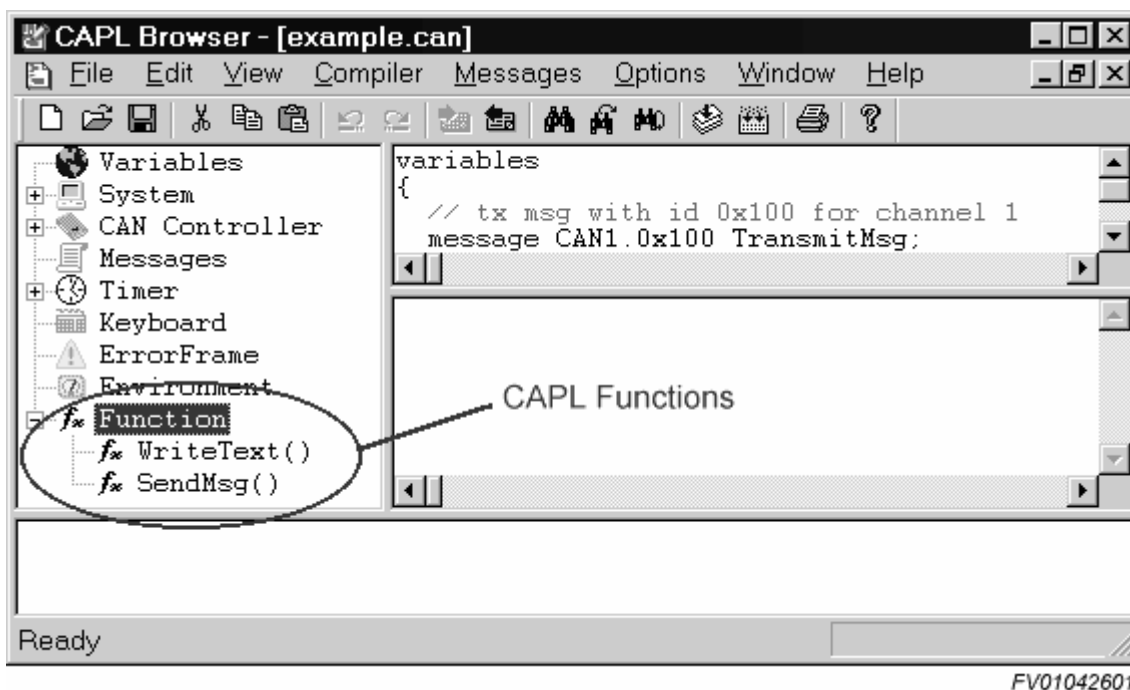 CAPL Browser - [example.can]
File Edit View Compiler Messages Options Window Help
Variables
System
CAN Controller
Messages
Timer
Keyboard
ErrorFrame
Environment
Function
WriteText()
SendMsg()
variables
{
// tx msg with id 0x100 for channel 1
message CAN1.0x100 TransmitMsg;
CAPL Functions
Ready
FV01042601